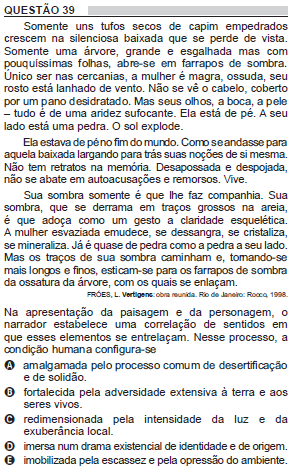 QUESTÃO 39
Somente uns tufos secos de capim empedrados
crescem na silenciosa baixada que se perde de vista.
Somente uma árvore, grande e esgalhada mas com
pouquíssimas folhas, abre-se em farrapos de sombra.
Único ser nas cercanias, a mulher é magra, ossuda, seu
rosto está lanhado de vento. Não se vê o cabelo, coberto
por um pano desidratado. Mas seus olhos, a boca, a pele
– tudo é de uma aridez sufocante. Ela está de pé. A seu
lado está uma pedra. O sol explode.
Ela estava de pé no fim do mundo. Como se andasse para
aquela baixada largando para trás suas noções de si mesma.
Não tem retratos na memória. Desapossada e despojada,
não se abate em autoacusações e remorsos. Vive.
Sua sombra somente é que lhe faz companhia. Sua
sombra, que se derrama em traços grossos na areia,
é que adoça como um gesto a claridade esquelética.
A mulher esvaziada emudece, se dessangra, se cristaliza,
se mineraliza. Já é quase de pedra como a pedra a seu lado.
Mas os traços de sua sombra caminham e, tornando-se
mais longos e finos, esticam-se para os farrapos de sombra
da ossatura da árvore, com os quais se enlaçam.
FRÓES, L. Vertigens: obra reunida. Rio de Janeiro: Rocco, 1998.
Na apresentação da paisagem e da personagem, o
narrador estabelece uma correlação de sentidos em
que esses elementos se entrelaçam. Nesse processo, a
condição humana configura-se
A amalgamada pelo processo comum de desertificação
e de solidão.
B fortalecida pela adversidade extensiva à terra e aos
seres vivos.
C redimensionada pela intensidade da luz e da
exuberância local.
D imersa num drama existencial de identidade e de origem.
E imobilizada pela escassez e pela opressão do ambiente.